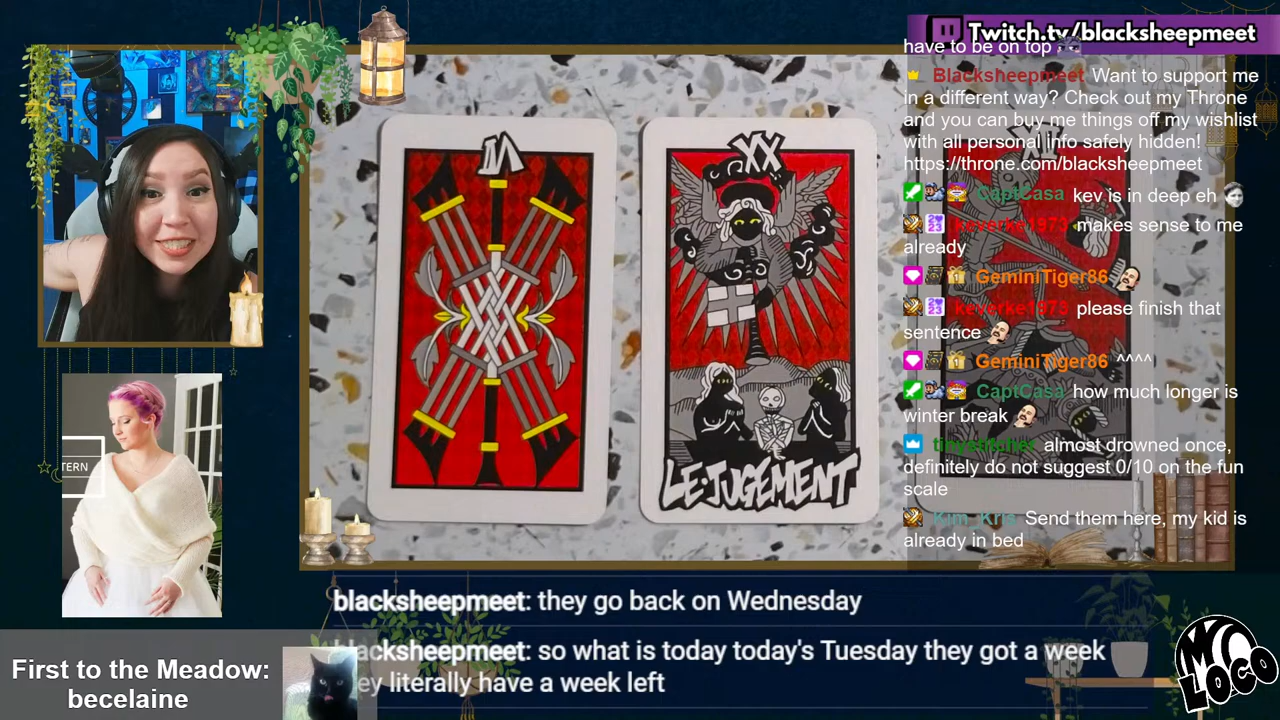 Twitch.tv/blacksheepmeet
have to be on top
Blacksheepmeet Want to support me
in a different way? Check out my Throne
and you can buy me things off my wishlist
with all personal info safely hidden!
https://throne.com/blacksheepmeet
CaptCasa kev is in deep eh
keverke1973 makes sense to me
already
GeminiTiger86
keverke1973 please finish that
sentence
GeminiTiger86 ^^^^
CaptCasa how much longer is
winter break
tinystitcher almost drowned once,
definitely do not suggest 0/10 on the fun
scale
Kim_Kris Send them here, my kid is
already in bed
VI
XX
LE·JUGEMENT
TERN
blacksheepmeet: they go back on Wednesday
blacksheepmeet: so what is today today's Tuesday they got a week
ey literally have a week left
First to the Meadow:
becelaine
MC
LOCO